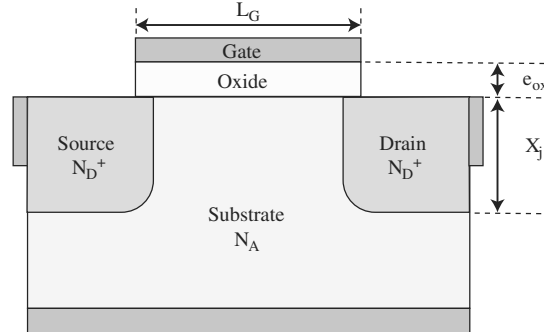 L_G
Gate
Oxide
e_ox
Source
N_D^+
Drain
N_D^+
X_j
Substrate
N_A